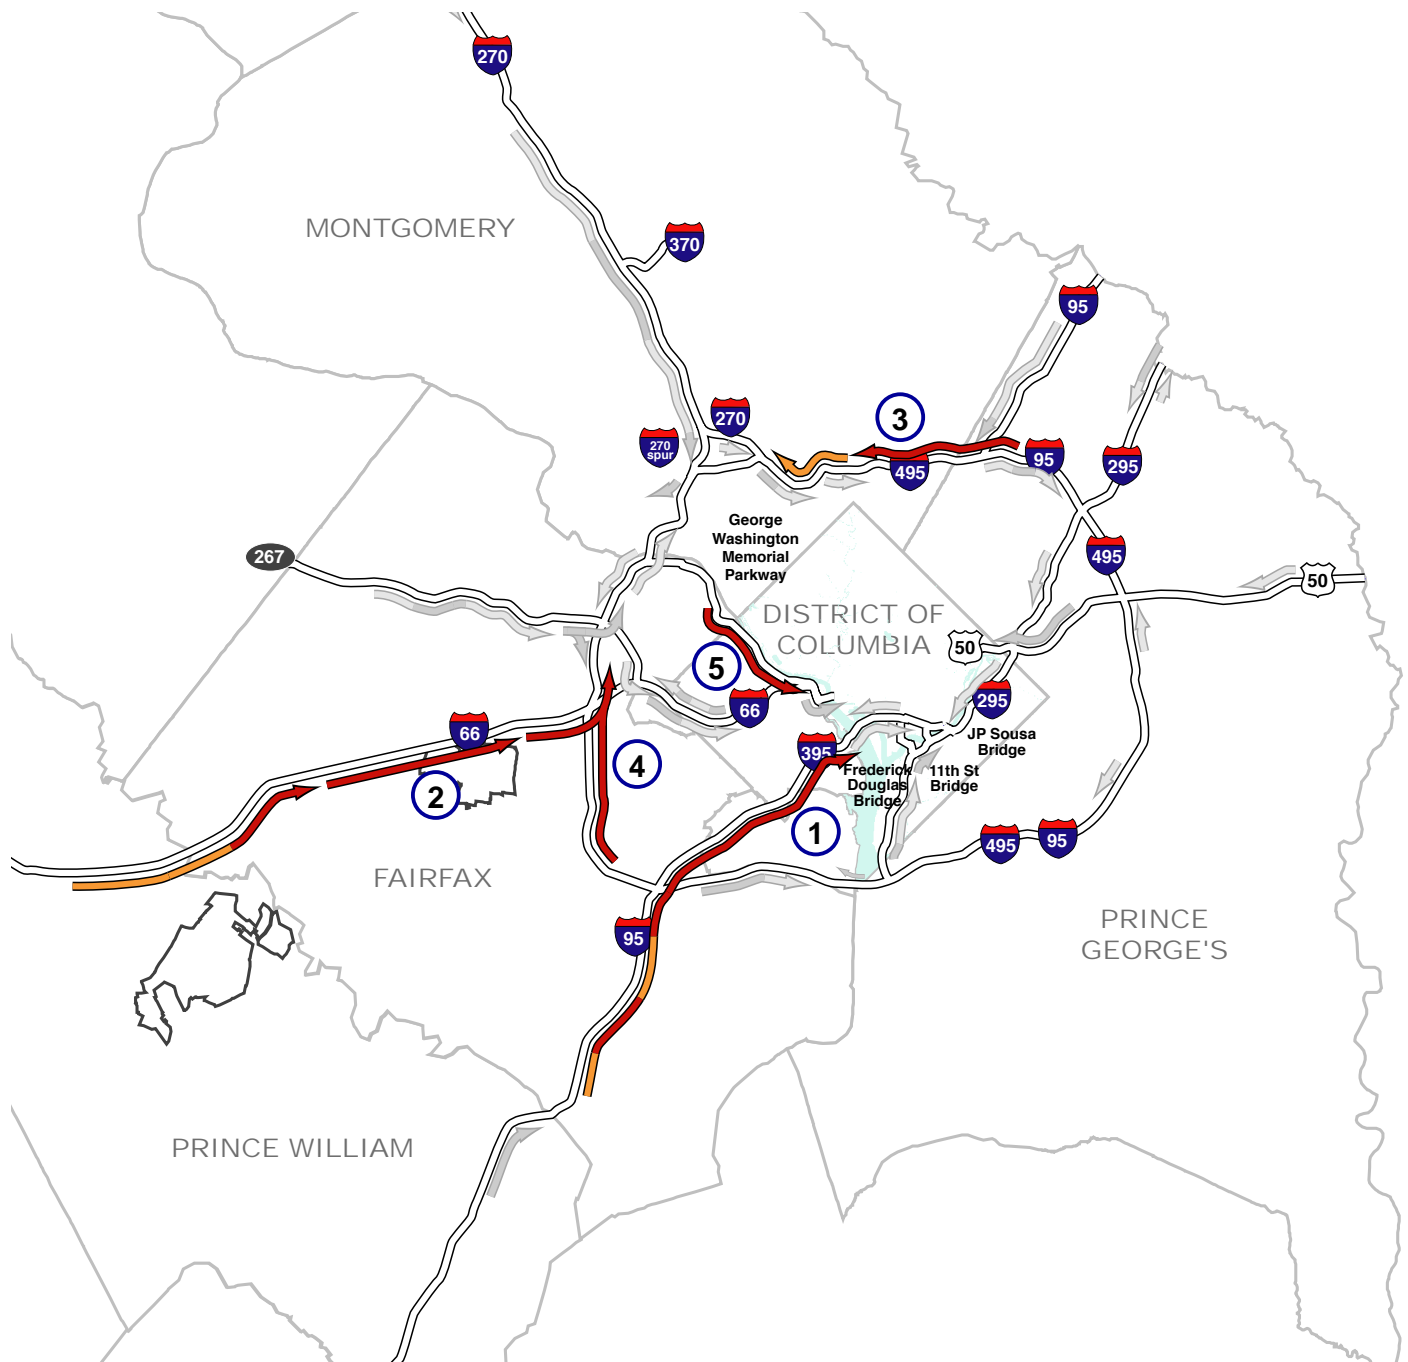 270
MONTGOMERY
370
95
270
3
270
spur
495
95
295
George
Washington
Memorial
Parkway
267
495
50
DISTRICT OF
COLUMBIA
50
5
66
295
66
JP Sousa
Bridge
395
4
Frederick
Douglas
Bridge
11th St
Bridge
2
1
495
95
FAIRFAX
95
PRINCE
GEORGE'S
PRINCE WILLIAM